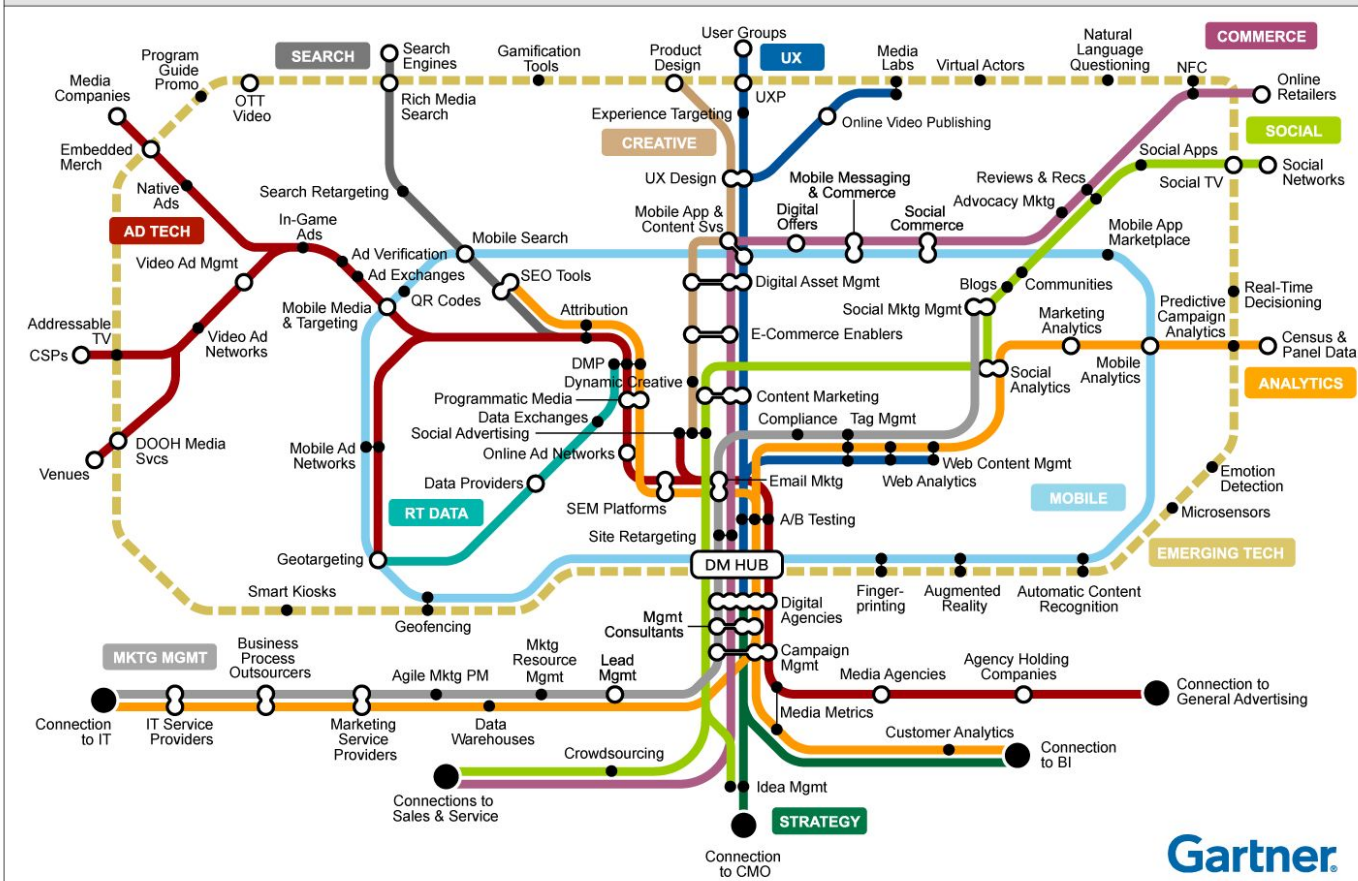 User Groups
COMMERCE
SEARCH
Search
Engines
Gamification
Tools
Product
Design
UX
Media
Labs
Virtual Actors
Natural
Language
Questioning
NFC
Program
Guide
Promo
Media
Companies
OTT
Video
Rich Media
Search
UXP
Online
Retailers
Experience Targeting
Online Video Publishing
CREATIVE
SOCIAL
Embedded
Merch
Social Apps
Social TV
Social
Networks
Native
Ads
Search Retargeting
UX Design
Mobile Messaging
& Commerce
Reviews & Recs
Advocacy Mktg
AD TECH
In-Game
Ads
Mobile App &
Content Svs
Digital
Offers
Social
Commerce
Mobile App
Marketplace
Mobile Search
Ad Verification
Video Ad Mgmt
Ad Exchanges
SEO Tools
Digital Asset Mgmt
Blogs
Communities
Real-Time
Decisioning
QR Codes
Mobile Media
& Targeting
Attribution
Social Mktg Mgmt
Marketing
Analytics
Predictive
Campaign
Analytics
Addressable
TV
CSPs
Video Ad
Networks
E-Commerce Enablers
Census &
Panel Data
DMP
Social
Analytics
Mobile
Analytics
Dynamic Creative
ANALYTICS
Programmatic Media
Content Marketing
Data Exchanges
Compliance
Tag Mgmt
Social Advertising
DOOH Media
Svcs
Mobile Ad
Networks
Online Ad Networks
Web Content Mgmt
Venues
Data Providers
Email Mktg
Web Analytics
Emotion
Detection
RT DATA
SEM Platforms
MOBILE
Microsensors
A/B Testing
Site Retargeting
EMERGING TECH
Geotargeting
DM HUB
Smart Kiosks
Finger-
printing
Augmented
Reality
Automatic Content
Recognition
Geofencing
Digital
Agencies
Mgmt
Consultants
MKTG MGMT
Business
Process
Outsourcers
Agile Mktg PM
Mktg
Resource
Mgmt
Lead
Mgmt
Campaign
Mgmt
Media Agencies
Agency Holding
Companies
Connection to
General Advertising
Connection
to IT
IT Service
Providers
Marketing
Service
Providers
Data
Warehouses
Media Metrics
Customer Analytics
Connection
to BI
Crowdsourcing
Idea Mgmt
Connections to
Sales & Service
STRATEGY
Connection
to CMO
Gartner.